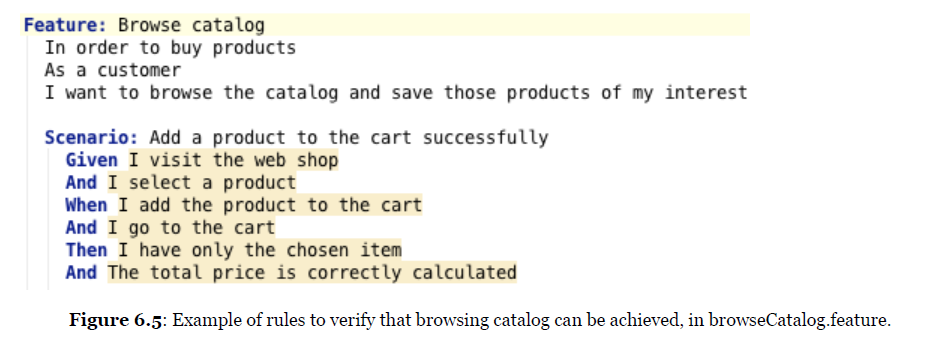 Feature: Browse catalog
In order to buy products
As a customer
I want to browse the catalog and save those products of my interest
Scenario: Add a product to the cart successfully
Given I visit the web shop
And I select a product
When I add the product to the cart
And I go to the cart
Then I have only the chosen item
And The total price is correctly calculated
Figure 6.5: Example of rules to verify that browsing catalog can be achieved, in browseCatalog.feature.